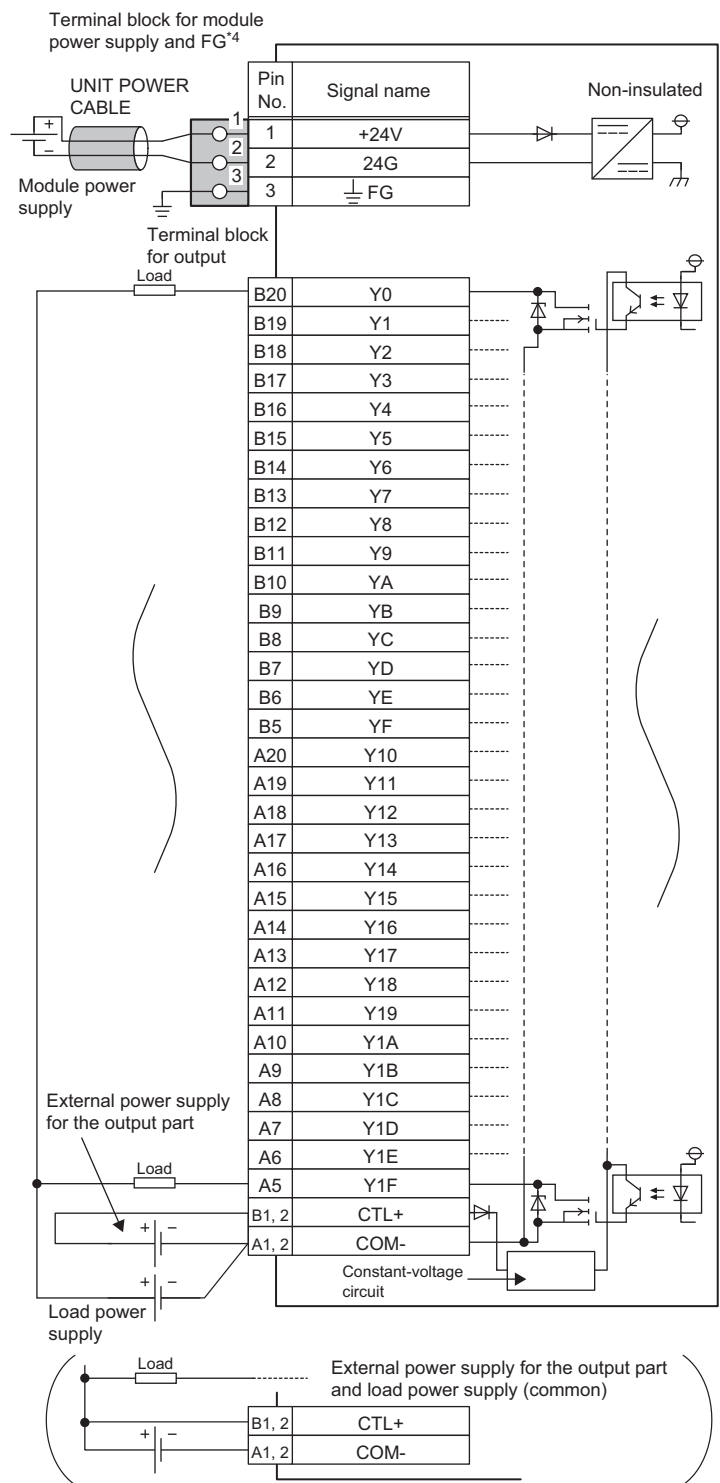 Terminal block for module
power supply and FG*4
UNIT POWER
CABLE
Pin
No.
Signal name
Non-insulated
+
−
1
1
+24V
2
2
24G
3
3
FG
Module power
supply
Terminal block
for output
Load
B20 Y0
B19 Y1
B18 Y2
B17 Y3
B16 Y4
B15 Y5
B14 Y6
B13 Y7
B12 Y8
B11 Y9
B10 YA
B9 YB
B8 YC
B7 YD
B6 YE
B5 YF
A20 Y10
A19 Y11
A18 Y12
A17 Y13
A16 Y14
A15 Y15
A14 Y16
A13 Y17
A12 Y18
A11 Y19
A10 Y1A
A9 Y1B
A8 Y1C
A7 Y1D
A6 Y1E
A5 Y1F
External power supply
for the output part
Load
B1, 2 CTL+
A1, 2 COM-
+ −
+ −
Constant-voltage
circuit
Load power
supply
Load
External power supply for the output part
and load power supply (common)
B1, 2 CTL+
+ −
A1, 2 COM-